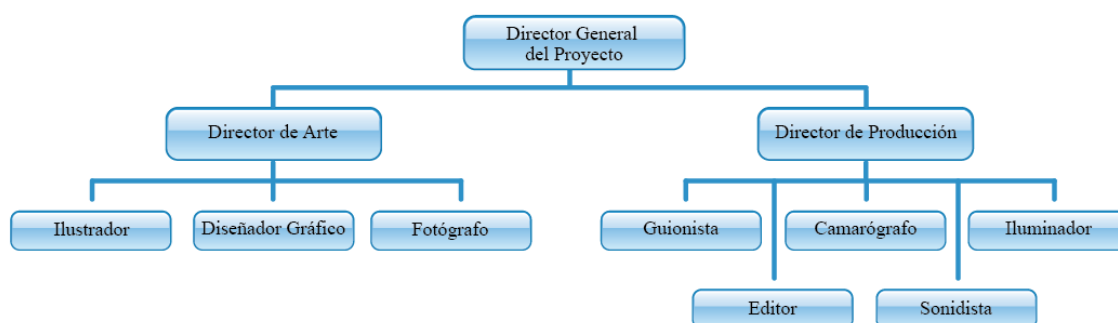 Director General
del Proyecto
Director de Arte
Director de Producción
Ilustrador
Diseñador Gráfico
Fotógrafo
Guionista
Camarógrafo
Iluminador
Editor
Sonidista